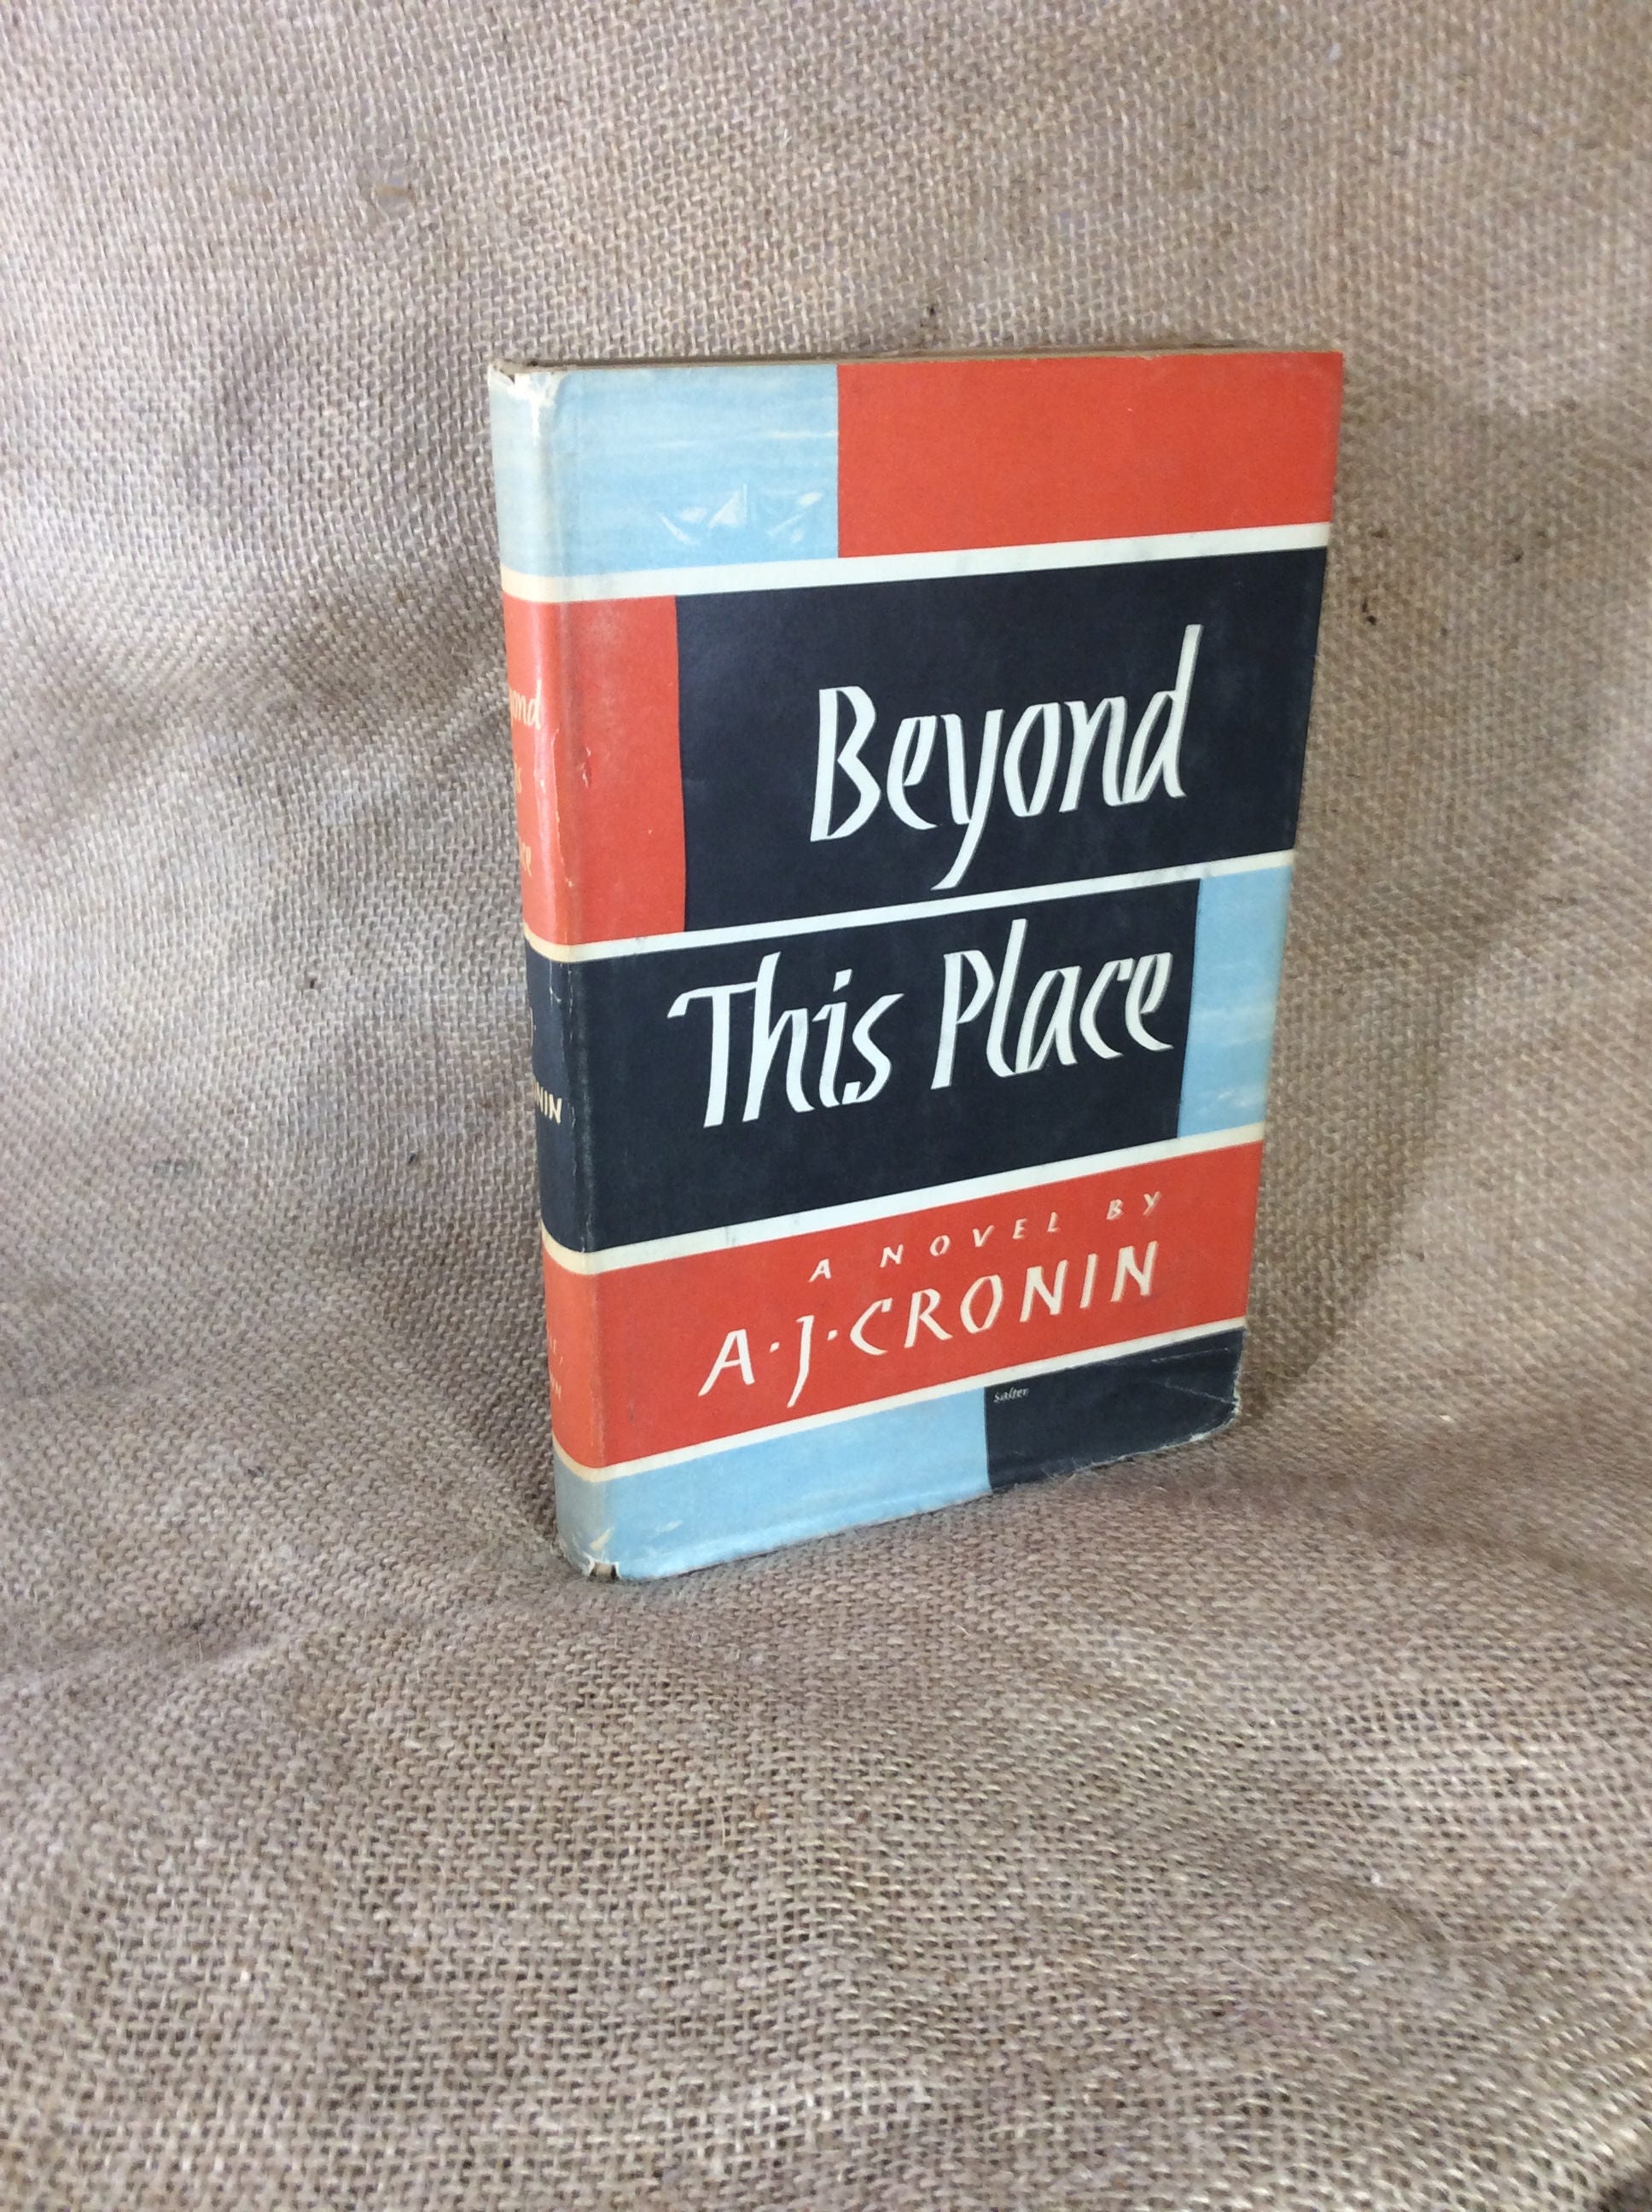 Beyond
This Place
A NOVEL BY
A·J·CRONIN
salter